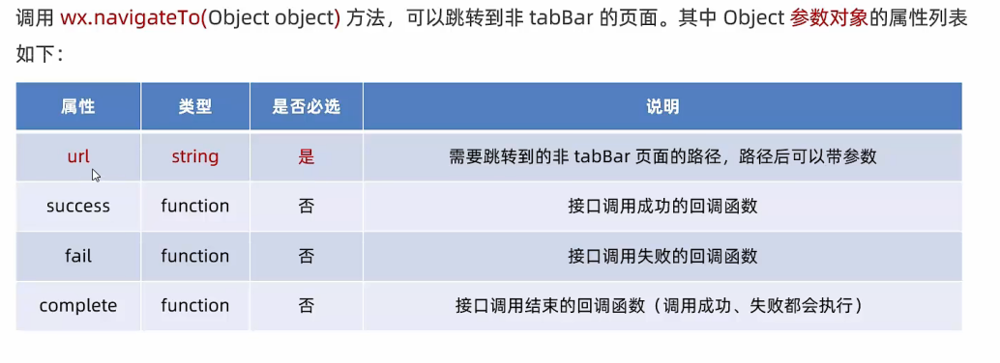 调用 wx.navigateTo(Object object) 方法，可以跳转到非 tabBar 的页面。其中 Object 参数对象的属性列表
如下：
属性 类型 是否必选 说明
url string 是 需要跳转到的非 tabBar 页面的路径，路径后可以带参数
success function 否 接口调用成功的回调函数
fail function 否 接口调用失败的回调函数
complete function 否 接口调用结束的回调函数（调用成功、失败都会执行）